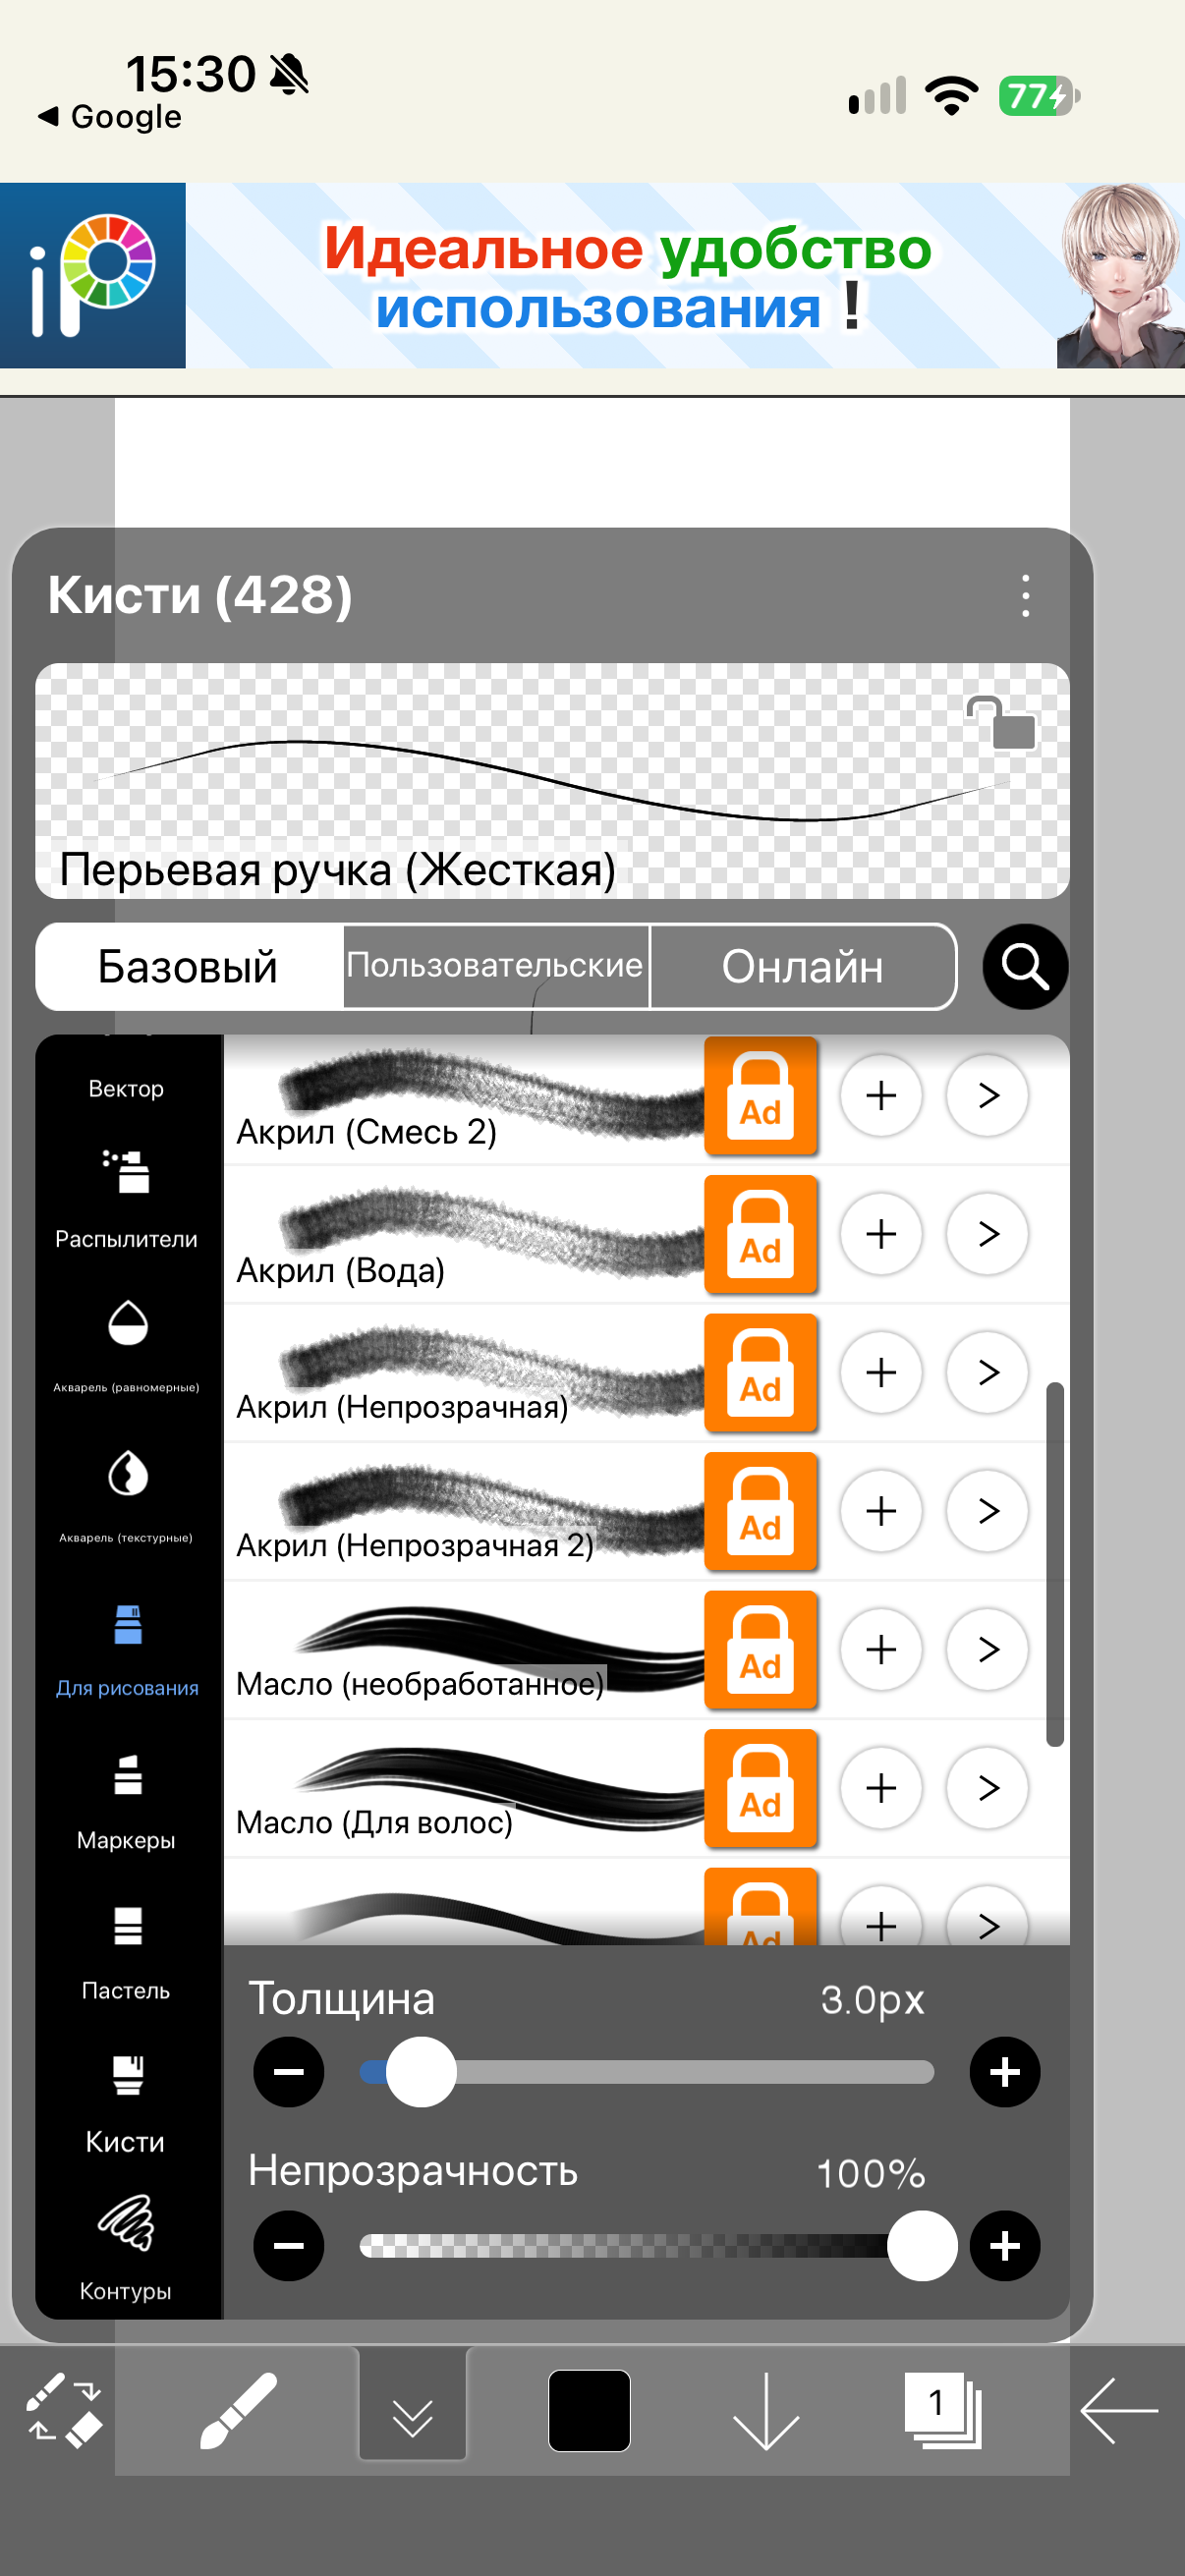 15:30
Google
77
iP
Идеальное удобство
использования!
Кисти (428)
Перьевая ручка (Жесткая)
Базовый
Пользовательские
Онлайн
Вектор
Распылители
Акварель (равномерные)
Акварель (текстурные)
Для рисования
Маркеры
Пастель
Кисти
Контуры
Акрил (Смесь 2)
Ad
Акрил (Вода)
Ad
Акрил (Непрозрачная)
Ad
Акрил (Непрозрачная 2)
Ad
Масло (необработанное)
Ad
Масло (Для волос)
Ad
Ad
Толщина
3.0px
Непрозрачность
100%
1